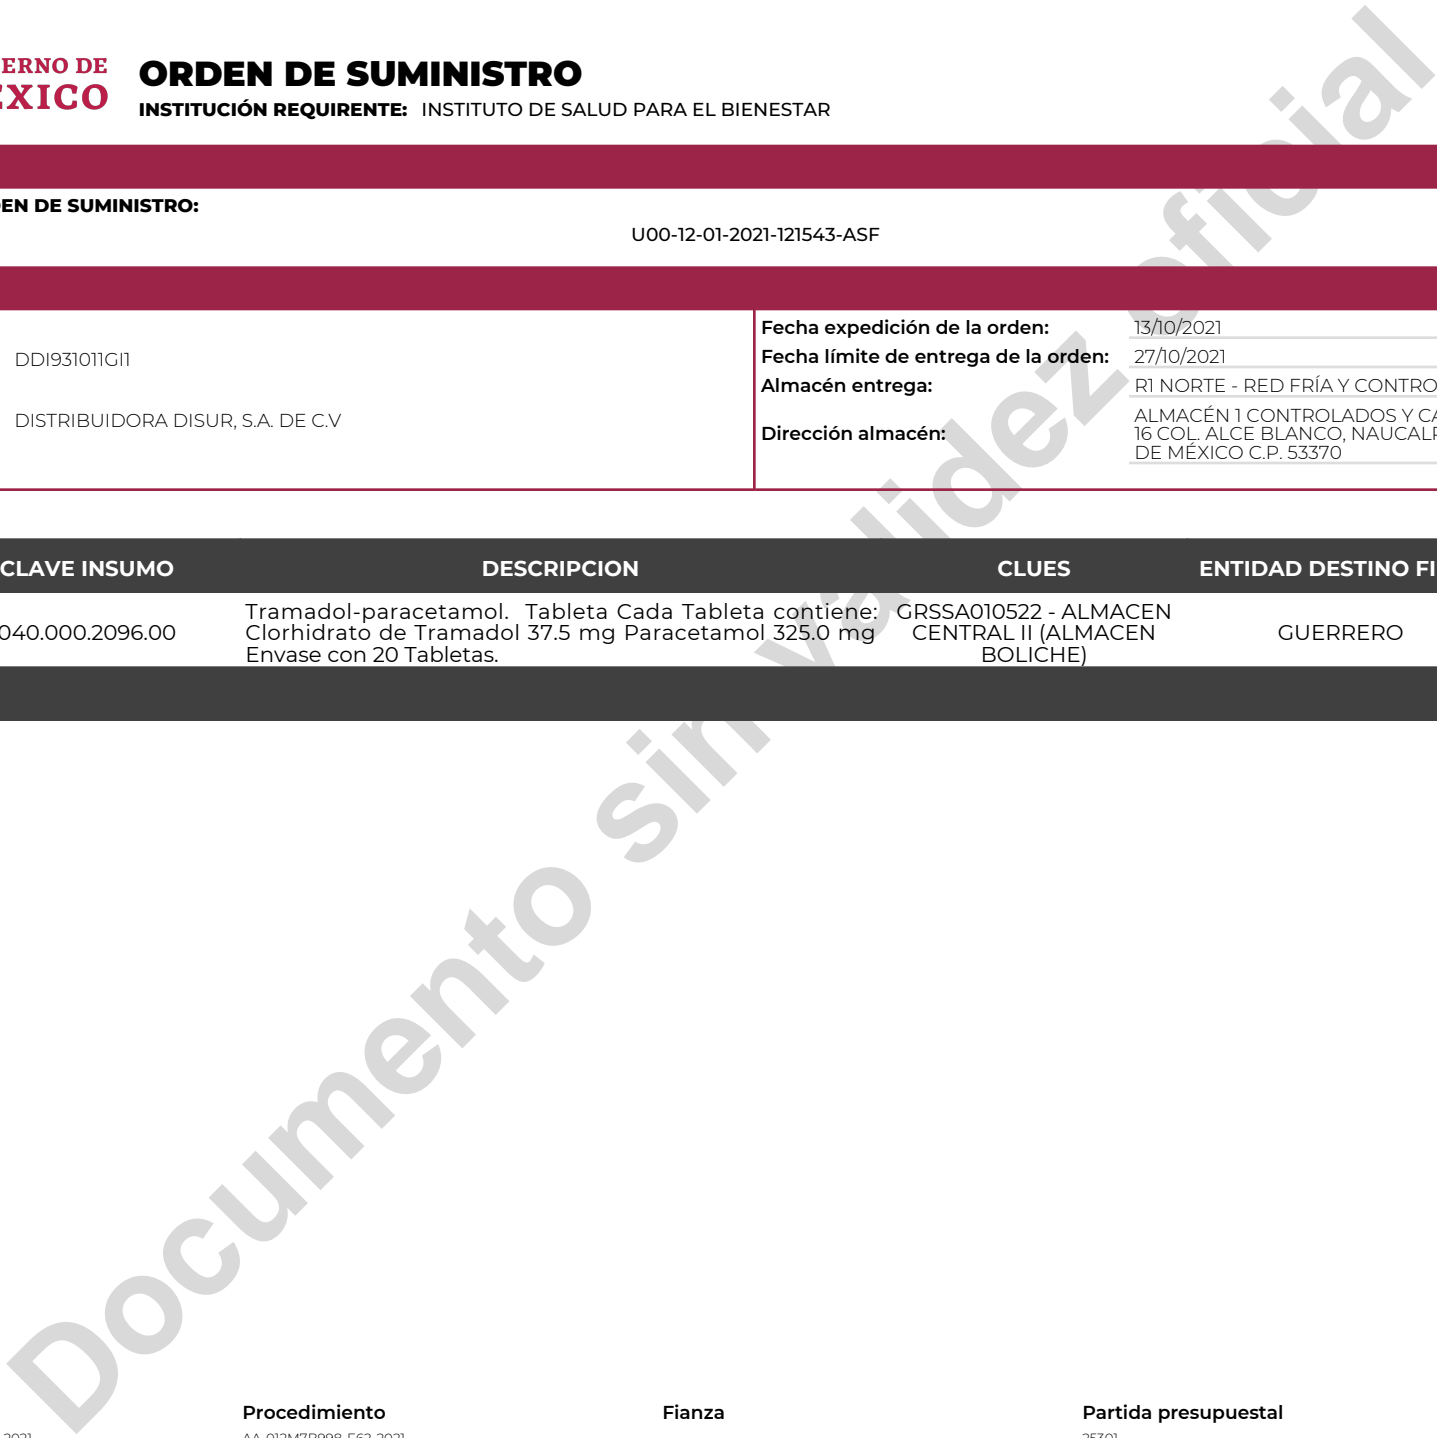 ERNO DE
ORDEN DE SUMINISTRO
INSTITUCIÓN REQUIRENTE: INSTITUTO DE SALUD PARA EL BIENESTAR
EN DE SUMINISTRO:
U00-12-01-2021-121543-ASF
DDI931011GI1
DISTRIBUIDORA DISUR, S.A. DE C.V
Fecha expedición de la orden: 13/10/2021
Fecha límite de entrega de la orden: 27/10/2021
Almacén entrega: R1 NORTE - RED FRÍA Y CONTRO
Dirección almacén: ALMACÉN 1 CONTROLADOS Y CA
16 COL. ALCE BLANCO, NAUCALP
DE MÉXICO C.P. 53370
CLAVE INSUMO DESCRIPCION CLUES ENTIDAD DESTINO FI
040.000.2096.00
Tramadol-paracetamol. Tableta Cada Tableta contiene:
Clorhidrato de Tramadol 37.5 mg Paracetamol 325.0 mg
Envase con 20 Tabletas.
GRSSA010522 - ALMACEN
CENTRAL II (ALMACEN
BOLICHE)
GUERRERO
Documento sin validez oficial
Procedimiento Fianza Partida presupuestal